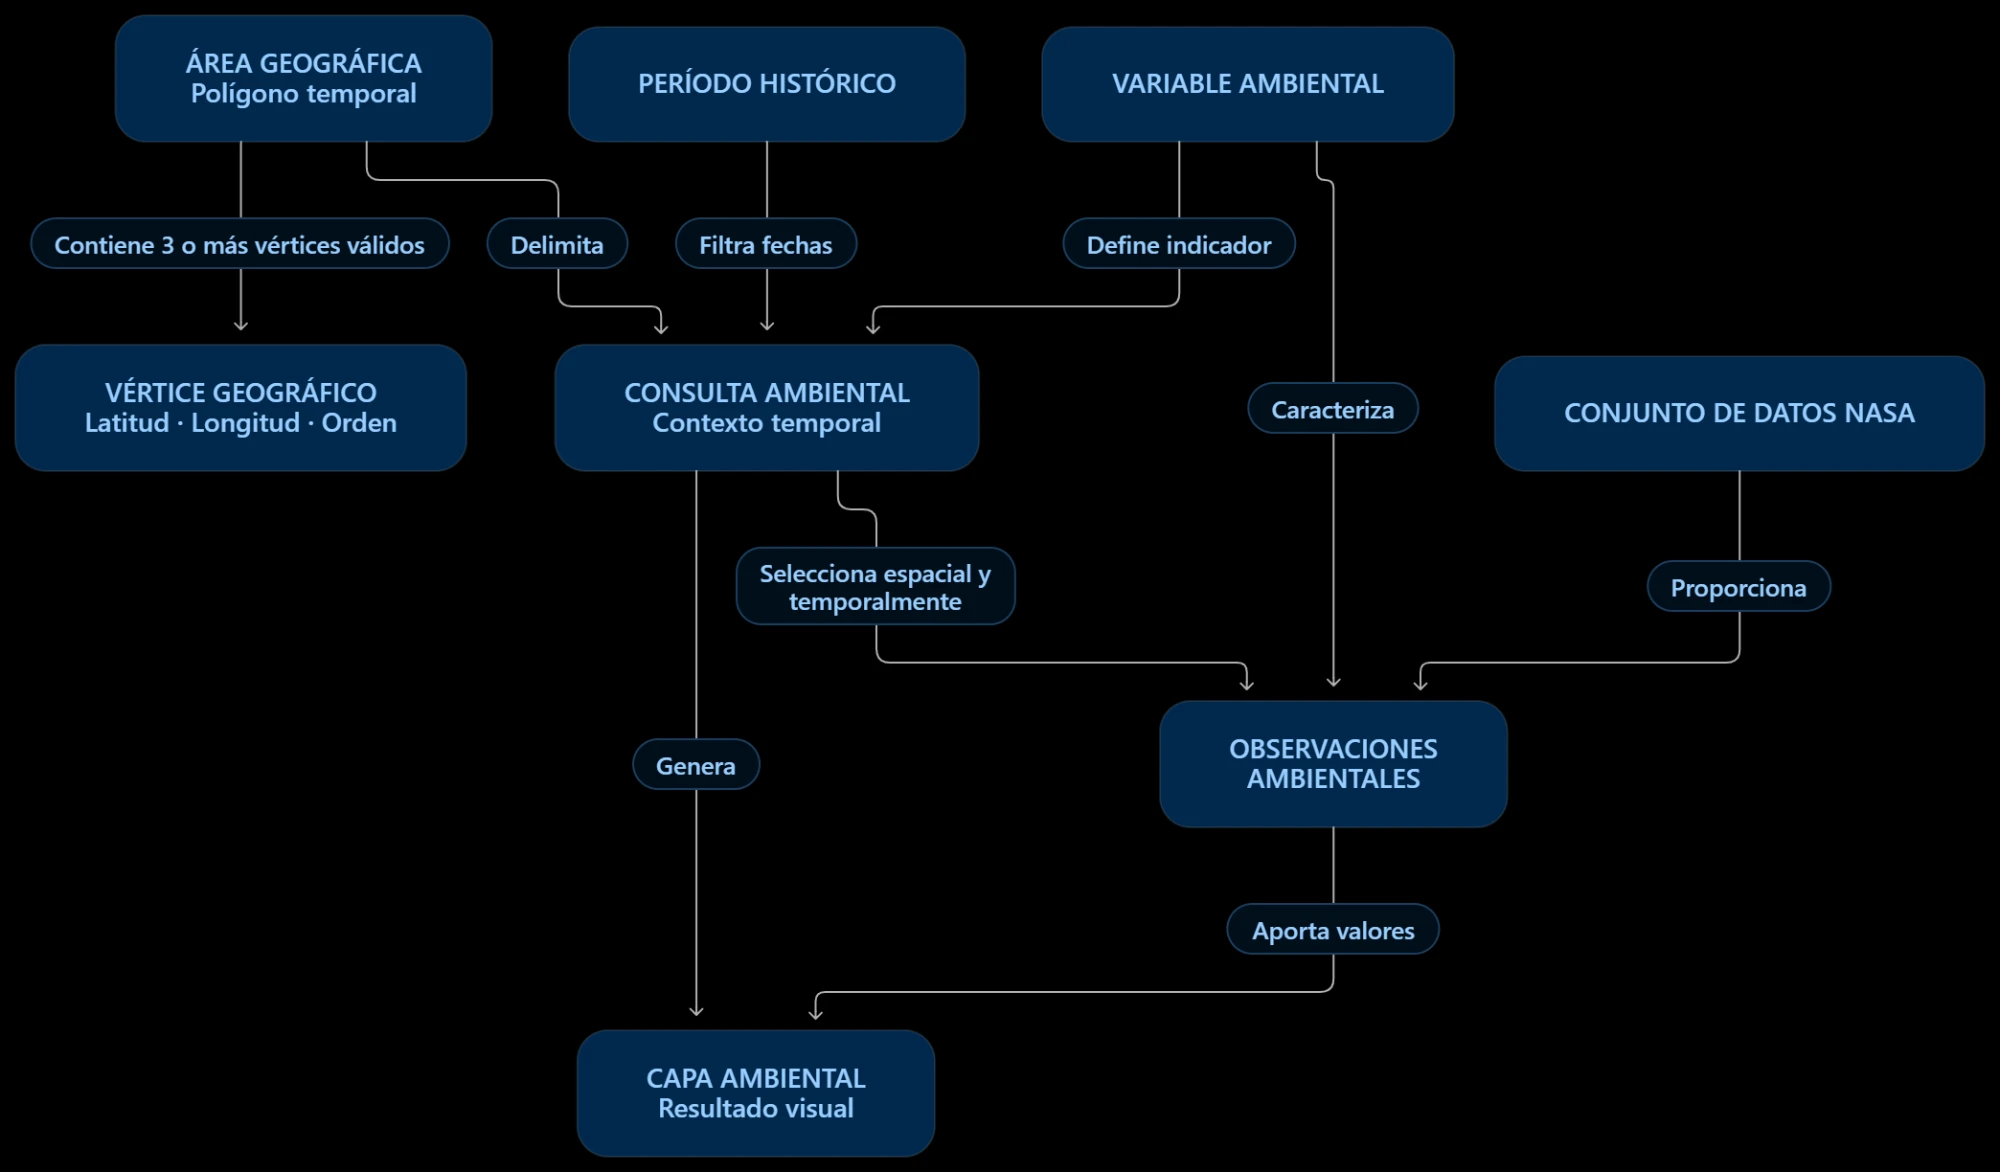 ÁREA GEOGRÁFICA
Polígono temporal
PERÍODO HISTÓRICO
VARIABLE AMBIENTAL
Contiene 3 o más vértices válidos
Delimita
Filtra fechas
Define indicador
VÉRTICE GEOGRÁFICO
Latitud · Longitud · Orden
CONSULTA AMBIENTAL
Contexto temporal
Caracteriza
CONJUNTO DE DATOS NASA
Selecciona espacial y
temporalmente
Proporciona
OBSERVACIONES
AMBIENTALES
Genera
Aporta valores
CAPA AMBIENTAL
Resultado visual